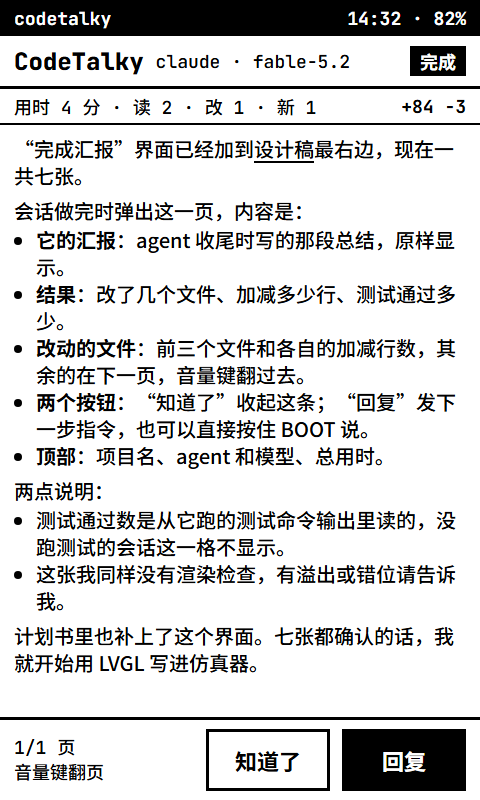 codetalky 14:32 · 82%
CodeTalky claude · fable-5.2 完成
用时 4 分 · 读 2 · 改 1 · 新 1 +84 -3
“完成汇报”界面已经加到设计稿最右边，现在一
共七张。
会话做完时弹出这一页，内容是：
• 它的汇报：agent 收尾时写的那段总结，原样显
示。
• 结果：改了几个文件、加减多少行、测试通过多
少。
• 改动的文件：前三个文件和各自的加减行数，其
余的在下一页，音量键翻过去。
• 两个按钮：“知道了”收起这条；“回复”发下
一步指令，也可以直接按住 BOOT 说。
• 顶部：项目名、agent 和模型、总用时。
两点说明：
• 测试通过数是从它跑的测试命令输出里读的，没
跑测试的会话这一格不显示。
• 这张我同样没有渲染检查，有溢出或错位请告诉
我。
计划书里也补上了这个界面。七张都确认的话，我
就开始用 LVGL 写进仿真器。
1/1 页
音量键翻页
知道了
回复